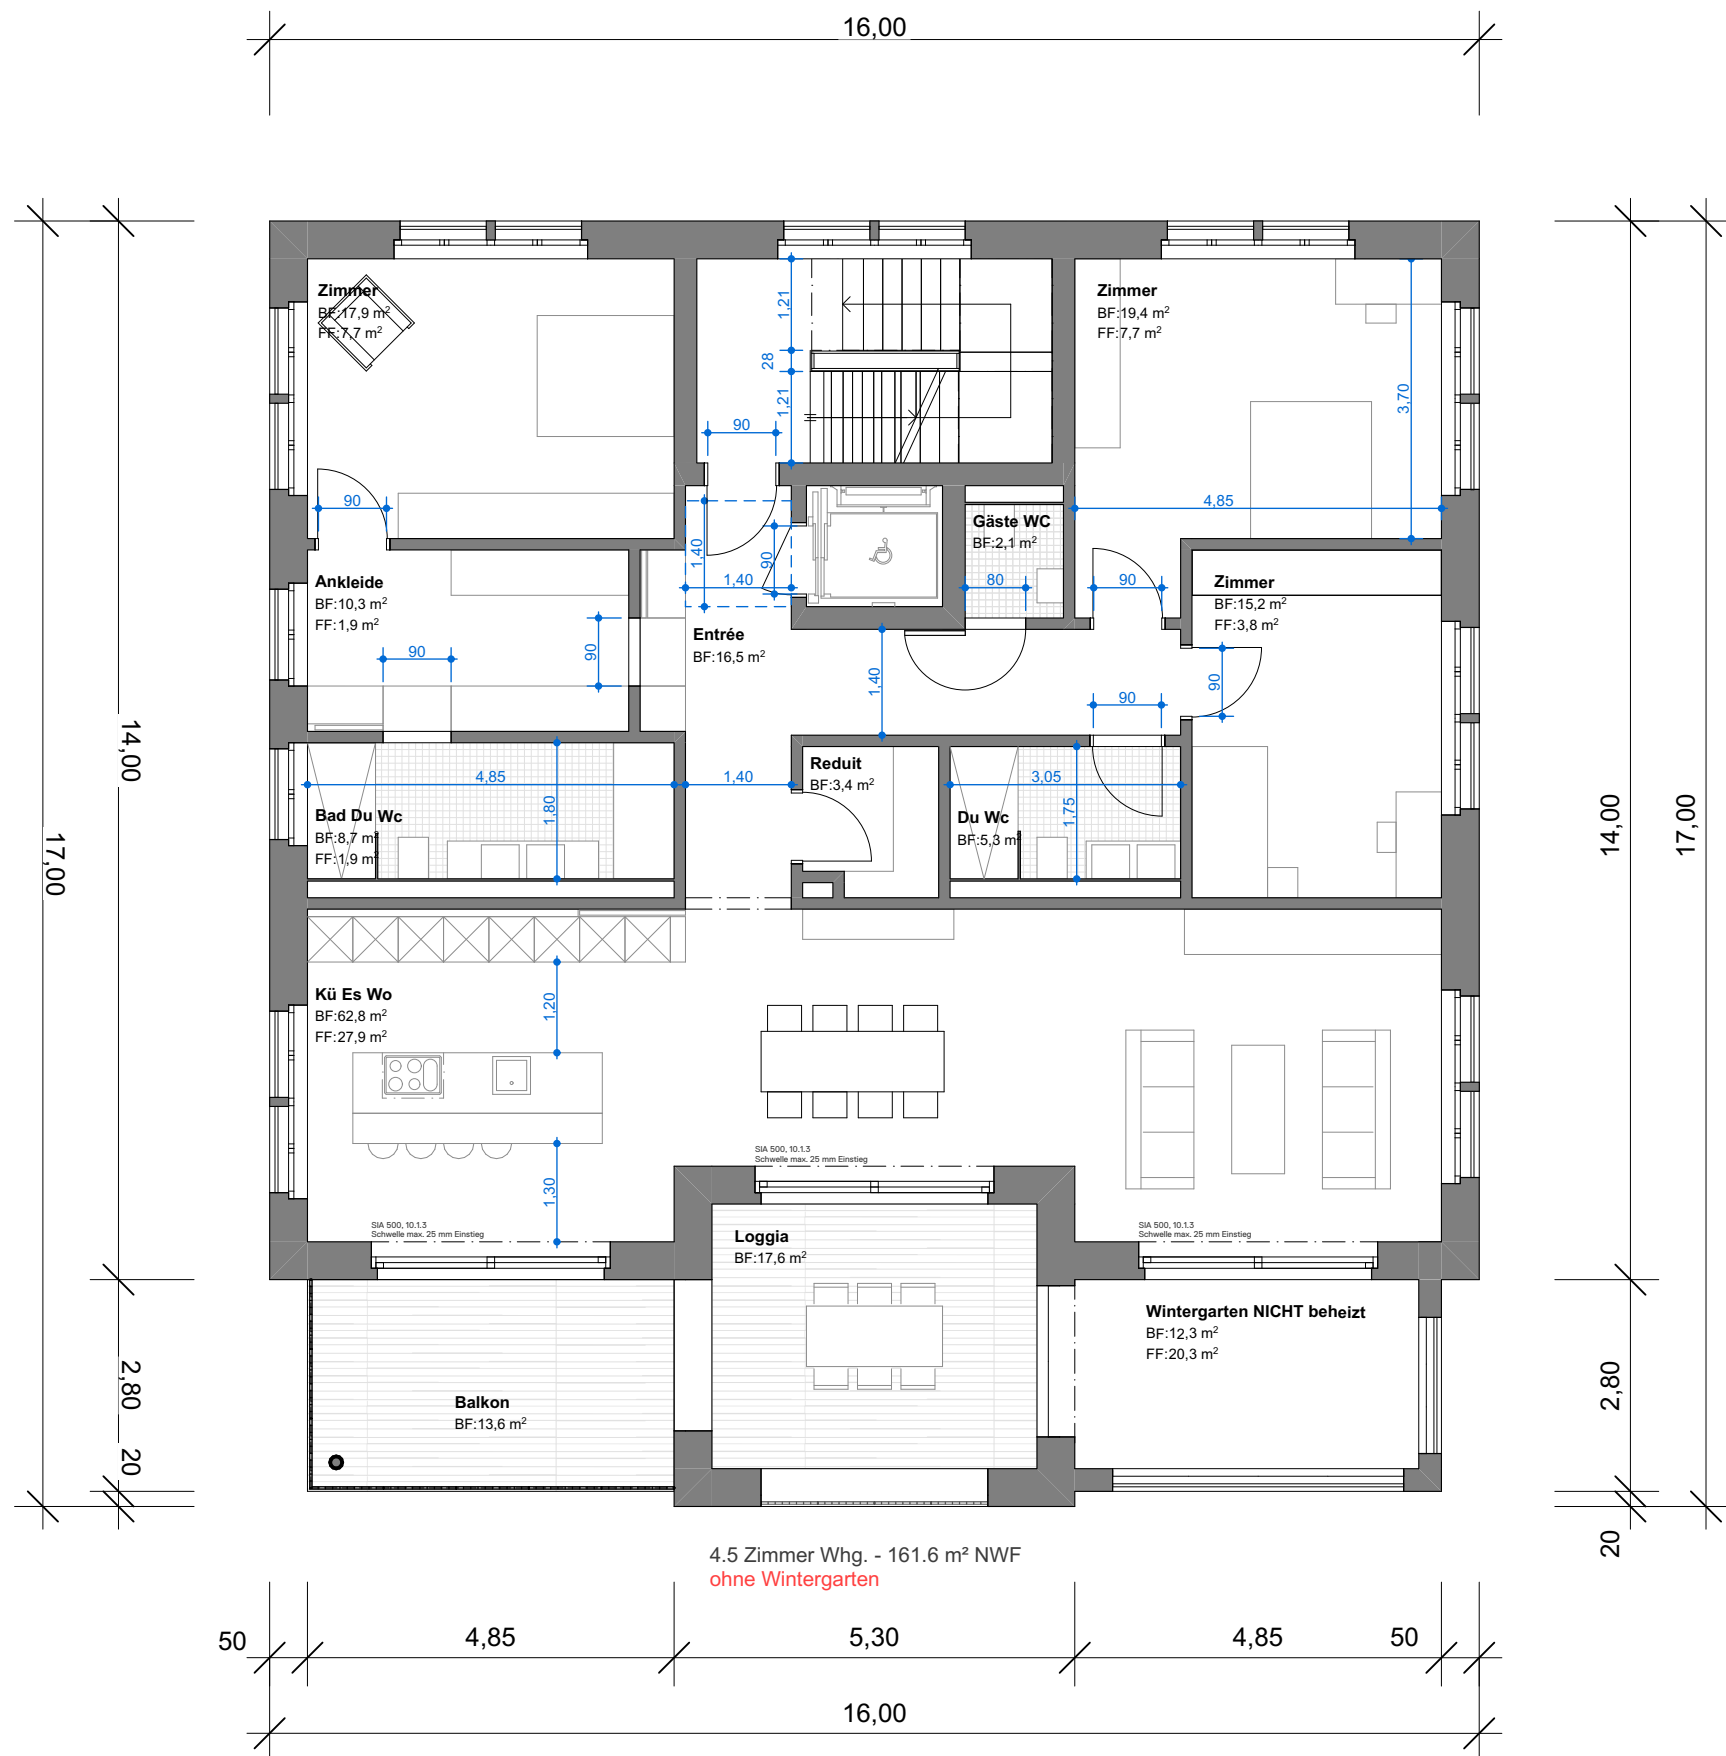 16,00
Zimmer
BF:17,9 m²
FF:7,7 m²
1,21
28
1,21
90
Zimmer
BF:19,4 m²
FF:7,7 m²
3,70
4,85
90
1,40
1,40
90
Gäste WC
BF:2,1 m²
80
90
Ankleide
BF:10,3 m²
FF:1,9 m²
90
90
Entrée
BF:16,5 m²
1,40
Zimmer
BF:15,2 m²
FF:3,8 m²
90
90
14,00
17,00
14,00
17,00
4,85
1,80
Bad Du Wc
BF:8,7 m²
FF:1,9 m²
1,40
Reduit
BF:3,4 m²
3,05
1,75
Du Wc
BF:5,3 m²
Kü Es Wo
BF:62,8 m²
FF:27,9 m²
1,20
1,30
SIA 500, 10.1.3
Schwelle max. 25 mm Einstieg
SIA 500, 10.1.3
Schwelle max. 25 mm Einstieg
SIA 500, 10.1.3
Schwelle max. 25 mm Einstieg
Loggia
BF:17,6 m²
Wintergarten NICHT beheizt
BF:12,3 m²
FF:20,3 m²
Balkon
BF:13,6 m²
2,80
20
2,80
20
4.5 Zimmer Whg. - 161.6 m² NWF
ohne Wintergarten
50
4,85
5,30
4,85
50
16,00